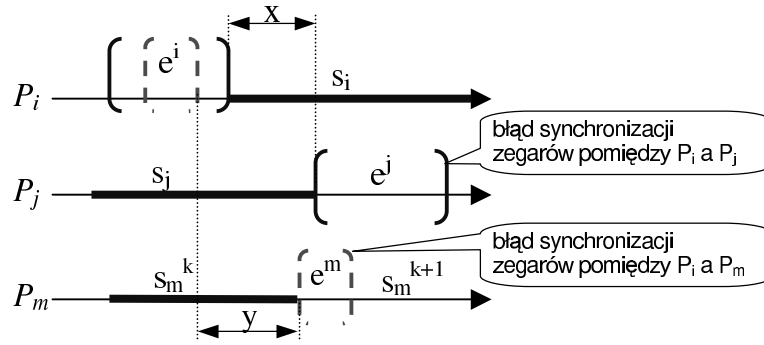 x
e^i
s_i
P_i
błąd synchronizacji
zegarów pomiędzy P_i a P_j
s_j
e^j
P_j
błąd synchronizacji
zegarów pomiędzy P_i a P_m
s_m^k
e^m
s_m^{k+1}
P_m
y